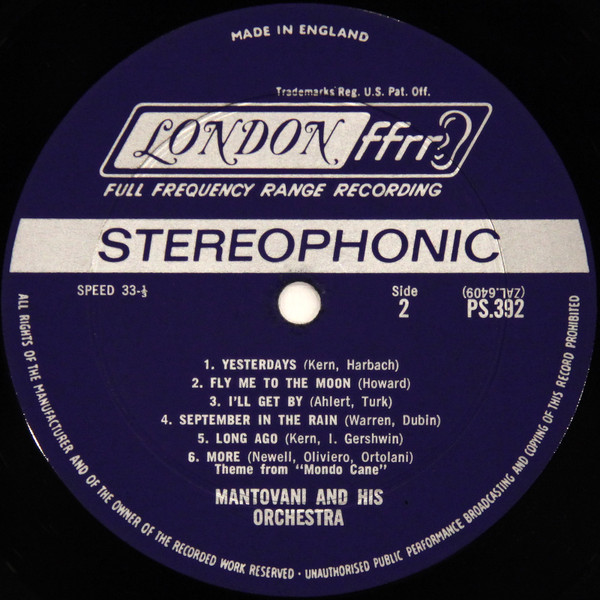 MADE IN ENGLAND
Trademarks Reg. U.S. Pat. Off.
LONDON ffrr
FULL FREQUENCY RANGE RECORDING
STEREOPHONIC
SPEED 33-⅓
Side
2
(ZAL.6409)
PS.392
1. YESTERDAYS (Kern, Harbach)
2. FLY ME TO THE MOON (Howard)
3. I'LL GET BY (Ahlert, Turk)
4. SEPTEMBER IN THE RAIN (Warren, Dubin)
5. LONG AGO (Kern, I. Gershwin)
6. MORE (Newell, Oliviero, Ortolani)
Theme from "Mondo Cane"
MANTOVANI AND HIS
ORCHESTRA
ALL RIGHTS OF THE MANUFACTURER AND OF THE OWNER OF THE RECORDED WORK RESERVED · UNAUTHORISED PUBLIC PERFORMANCE BROADCASTING AND COPYING OF THIS RECORD PROHIBITED